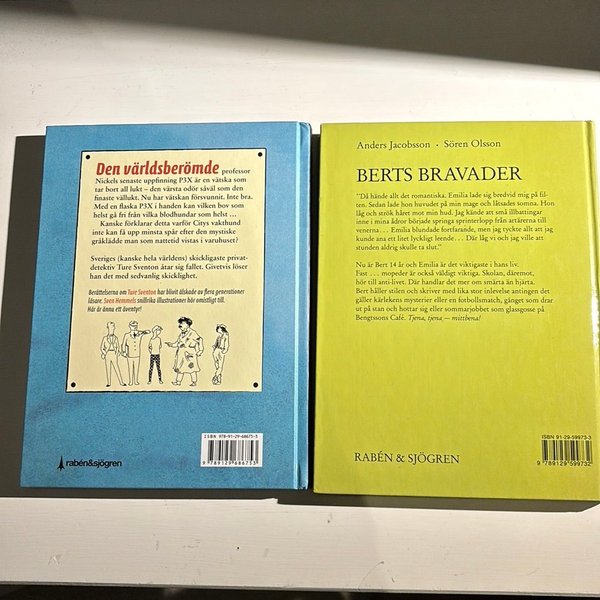 Den världsberömde professor
Nickels senaste uppfinning P3X är en vätska som
tar bort all lukt – den värsta odör såväl som den
finaste vällukt. Nu har vätskan försvunnit. Inte bra.
Med en flaska P3X i handen kan vilken bov som
helst gå fri från vilka blodhundar som helst ...
Kanske förklarar detta varför Citys vakthund
inte kan få upp minsta spår efter den mystiske
gråklädde man som nattetid vistas i varuhuset?
Sveriges (kanske hela världens) skickligaste privat-
detektiv Ture Sventon åtar sig fallet. Givetvis löser
han det med sedvanlig skicklighet.
Berättelserna om Ture Sventon har blivit älskade av flera generationer
läsare. Sven Hemmels snillrika illustrationer hör omistligt till.
Här är ännu ett äventyr!
rabén&sjögren
ISBN 978-91-29-68675-3
9 789129 686753
Anders Jacobsson · Sören Olsson
BERTS BRAVADER
"Då hände allt det romantiska. Emilia lade sig bredvid mig på fil-
ten. Sedan lade hon huvudet på min mage och låtsades somna. Hon
låg och strök håret mot min hud. Jag kände att små illbattingar
inne i mina ådror började springa sprinterlopp från artärerna till
venerna... Emilia blundade fortfarande, men jag tyckte allt att jag
kunde ana ett litet lyckligt leende... Där låg vi och jag ville att
stunden aldrig skulle ta slut."
Nu är Bert 14 år och Emilia är det viktigaste i hans liv.
Fast ... mopeder är också väldigt viktiga. Skolan, däremot,
hör till anti-livet. Där handlar det mer om smärta än hjärta.
Bert håller stilen och skriver med lika stor inlevelse antingen det
gäller kärlekens mysterier eller en fotbollsmatch, gänget som drar
ut på stan och hottar sig eller sommarjobbet som glassgosse på
Bengtssons Café. Tjena, tjena – mittbena!
RABÉN & SJÖGREN
ISBN 91-29-59973-2
9 789129 599732